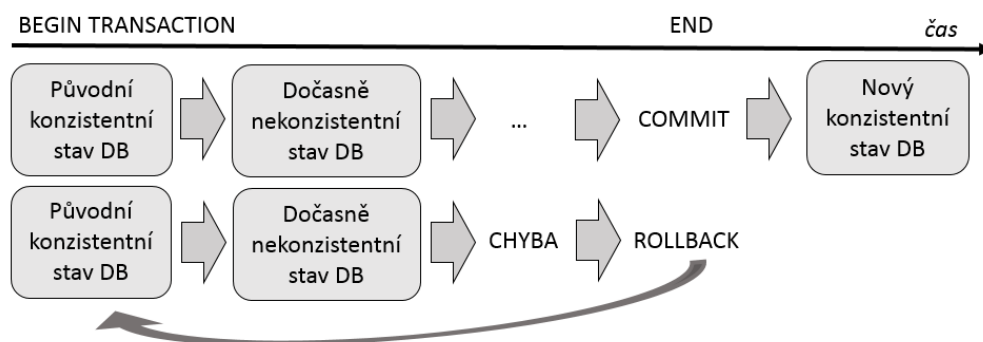 BEGIN TRANSACTION END čas
Původní
konzistentní
stav DB
Dočasně
nekonzistentní
stav DB
...
COMMIT
Nový
konzistentní
stav DB
Původní
konzistentní
stav DB
Dočasně
nekonzistentní
stav DB
CHYBA
ROLLBACK